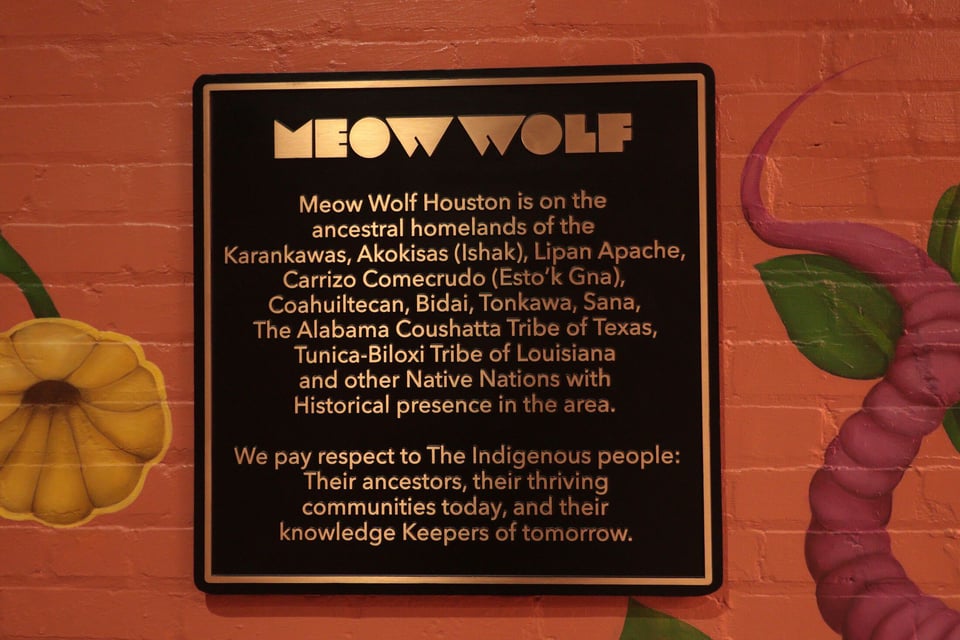 MEOW WOLF
Meow Wolf Houston is on the
ancestral homelands of the
Karankawas, Akokisas (Ishak), Lipan Apache,
Carrizo Comecrudo (Esto’k Gna),
Coahuiltecan, Bidai, Tonkawa, Sana,
The Alabama Coushatta Tribe of Texas,
Tunica-Biloxi Tribe of Louisiana
and other Native Nations with
Historical presence in the area.
We pay respect to The Indigenous people:
Their ancestors, their thriving
communities today, and their
knowledge Keepers of tomorrow.